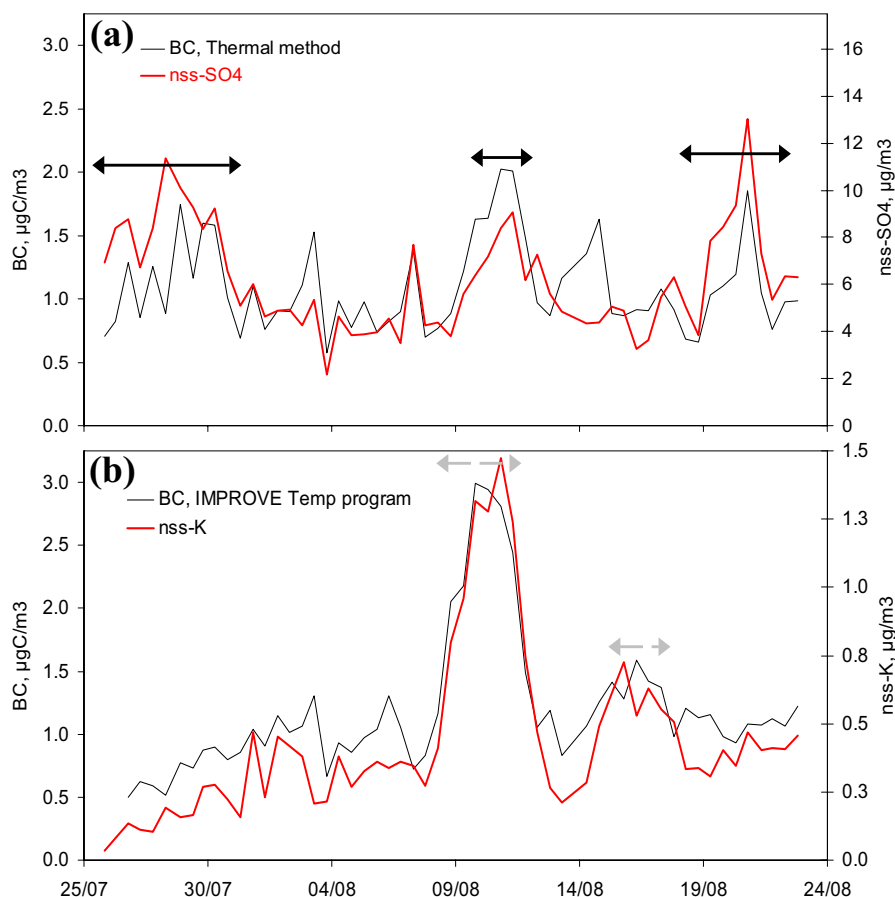 (a)
BC, Thermal method
nss-SO4
3.0
2.5
2.0
1.5
1.0
0.5
0.0
BC, µgC/m3
16
14
12
10
8
6
4
2
0
nss-SO4, µg/m3
(b)
BC, IMPROVE Temp program
nss-K
3.0
2.5
2.0
1.5
1.0
0.5
0.0
BC, µgC/m3
1.5
1.3
1.0
0.8
0.5
0.3
0.0
nss-K, µg/m3
25/07 30/07 04/08 09/08 14/08 19/08 24/08